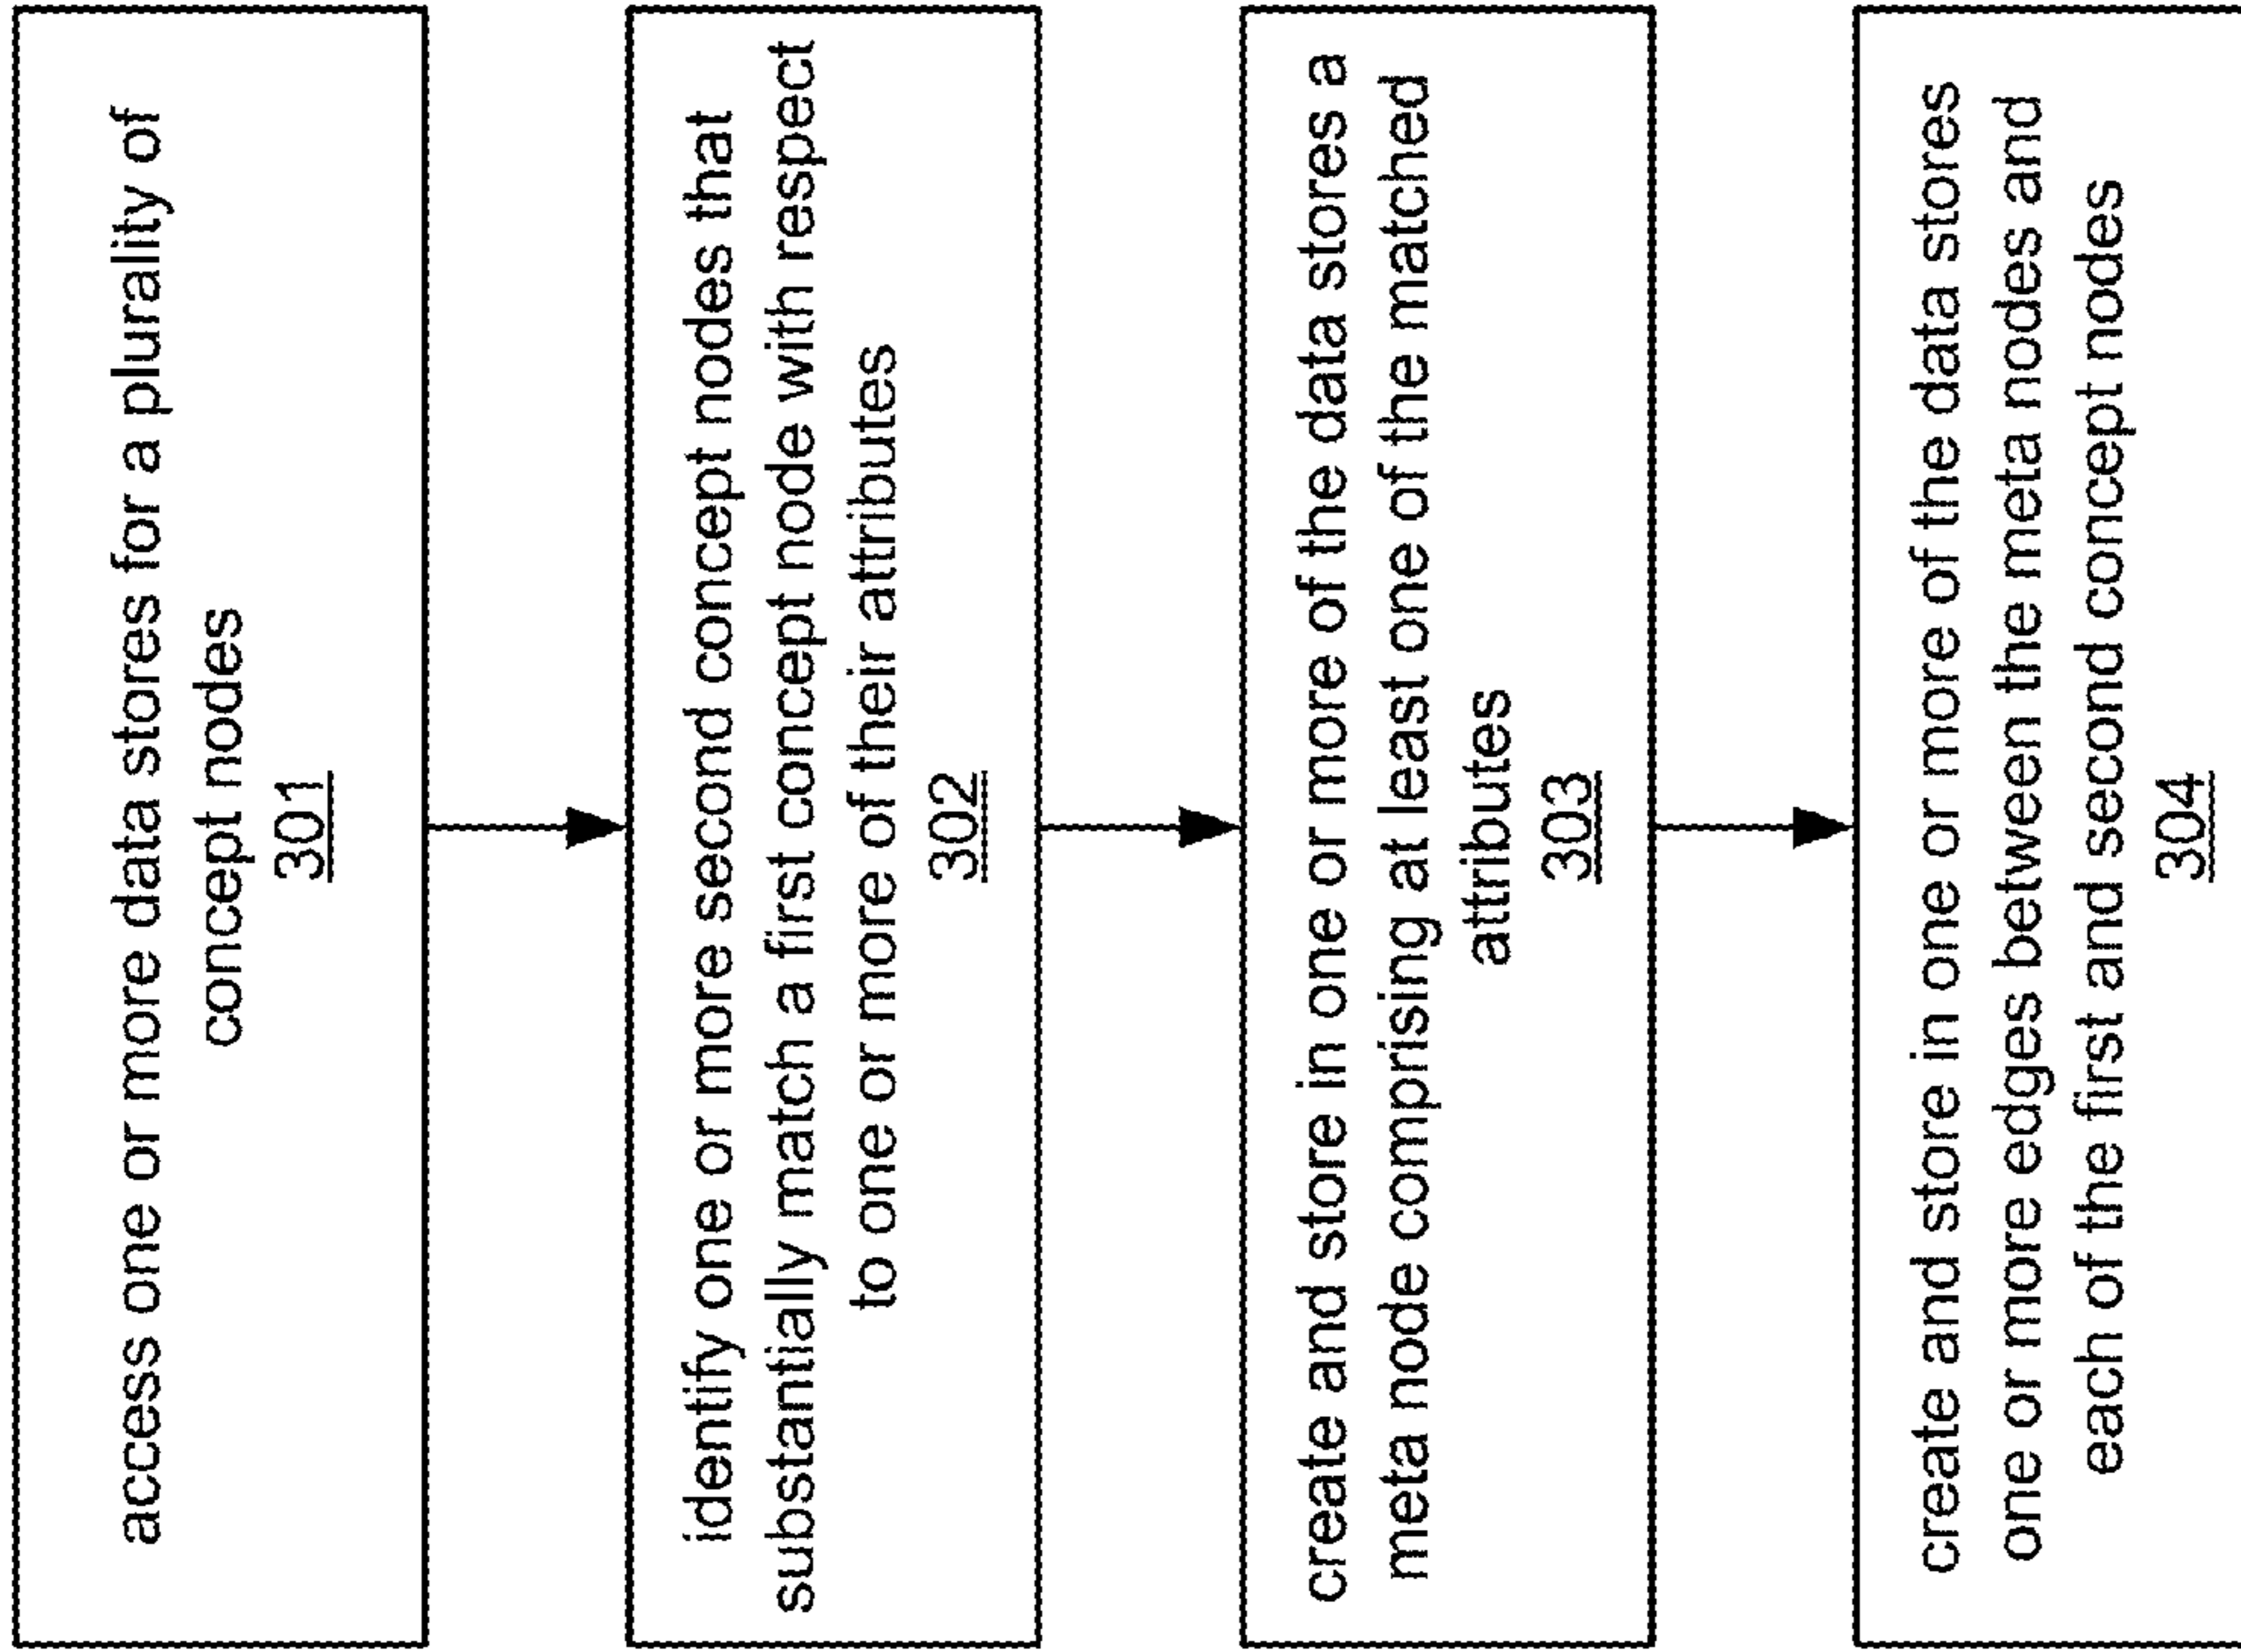 access one or more data stores for a plurality of
concept nodes
301
identify one or more second concept nodes that
substantially match a first concept node with respect
to one or more of their attributes
302
create and store in one or more of the data stores a
meta node comprising at least one of the matched
attributes
303
create and store in one or more of the data stores
one or more edges between the meta nodes and
each of the first and second concept nodes
304